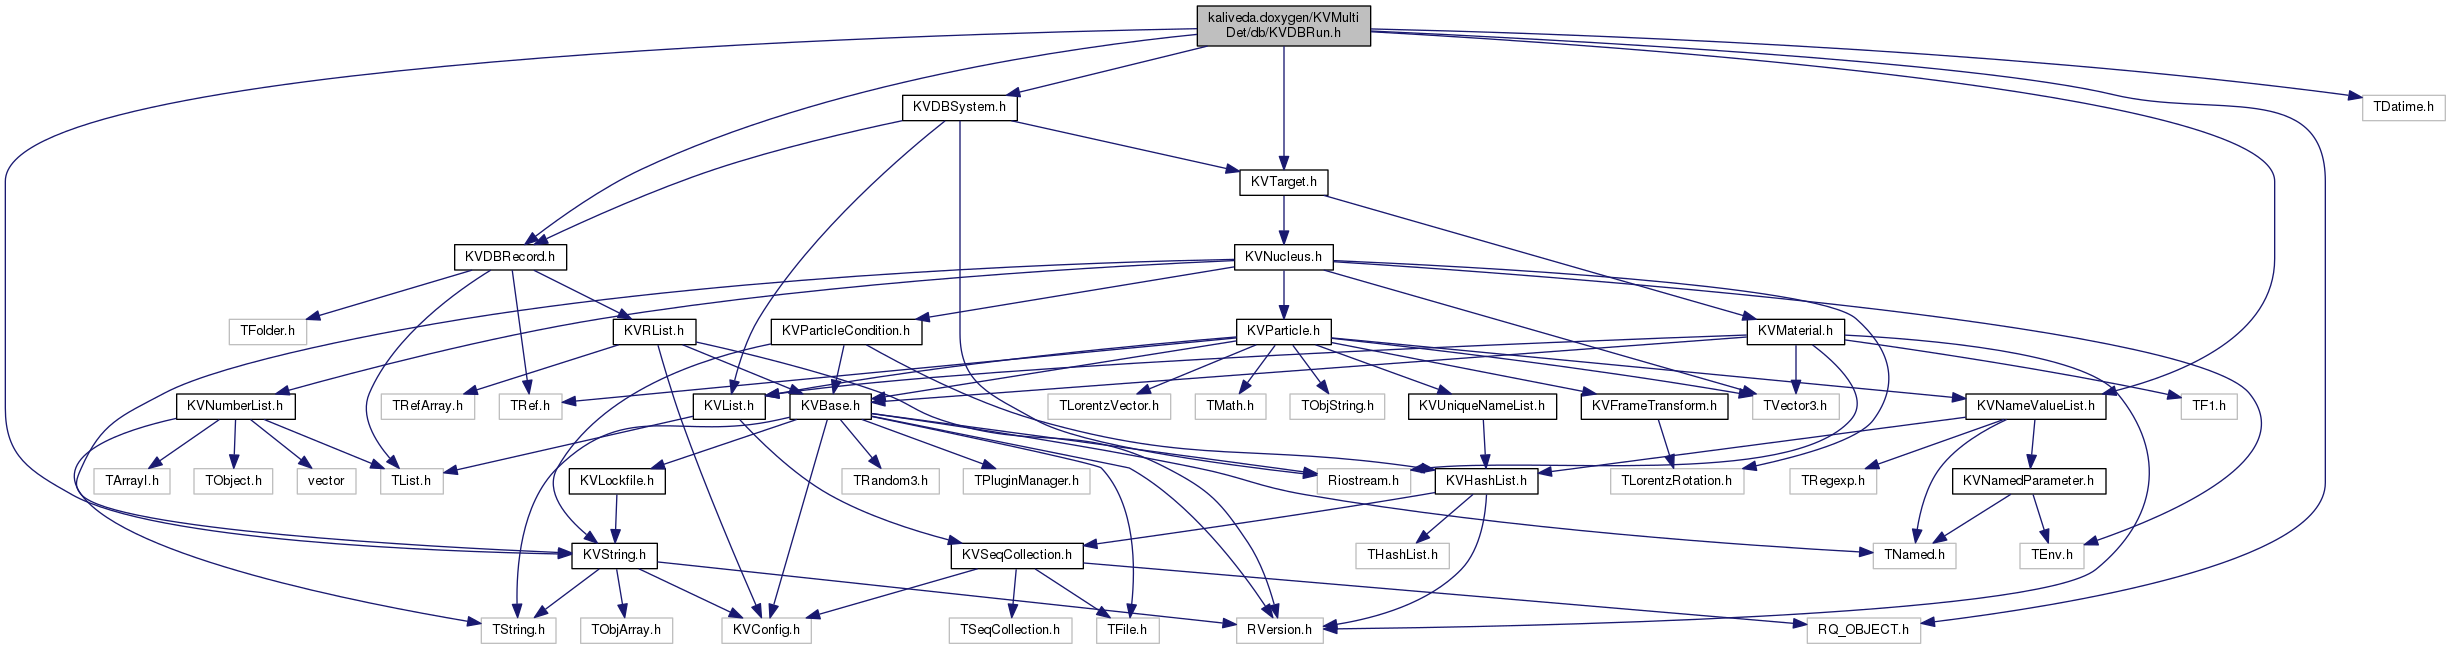 kaliveda.doxygen/KVMulti
Det/db/KVDBRun.h
KVDBSystem.h
TDatime.h
KVTarget.h
KVDBRecord.h
KVNucleus.h
TFolder.h
KVRList.h
KVParticleCondition.h
KVParticle.h
KVMaterial.h
KVNumberList.h
TRefArray.h
TRef.h
KVList.h
KVBase.h
TLorentzVector.h
TMath.h
TObjString.h
KVUniqueNameList.h
KVFrameTransform.h
TVector3.h
KVNameValueList.h
TF1.h
TArrayI.h
TObject.h
vector
TList.h
KVLockfile.h
TRandom3.h
TPluginManager.h
Riostream.h
KVHashList.h
TLorentzRotation.h
TRegexp.h
KVNamedParameter.h
KVString.h
KVSeqCollection.h
THashList.h
TNamed.h
TEnv.h
TString.h
TObjArray.h
KVConfig.h
TSeqCollection.h
TFile.h
RVersion.h
RQ_OBJECT.h